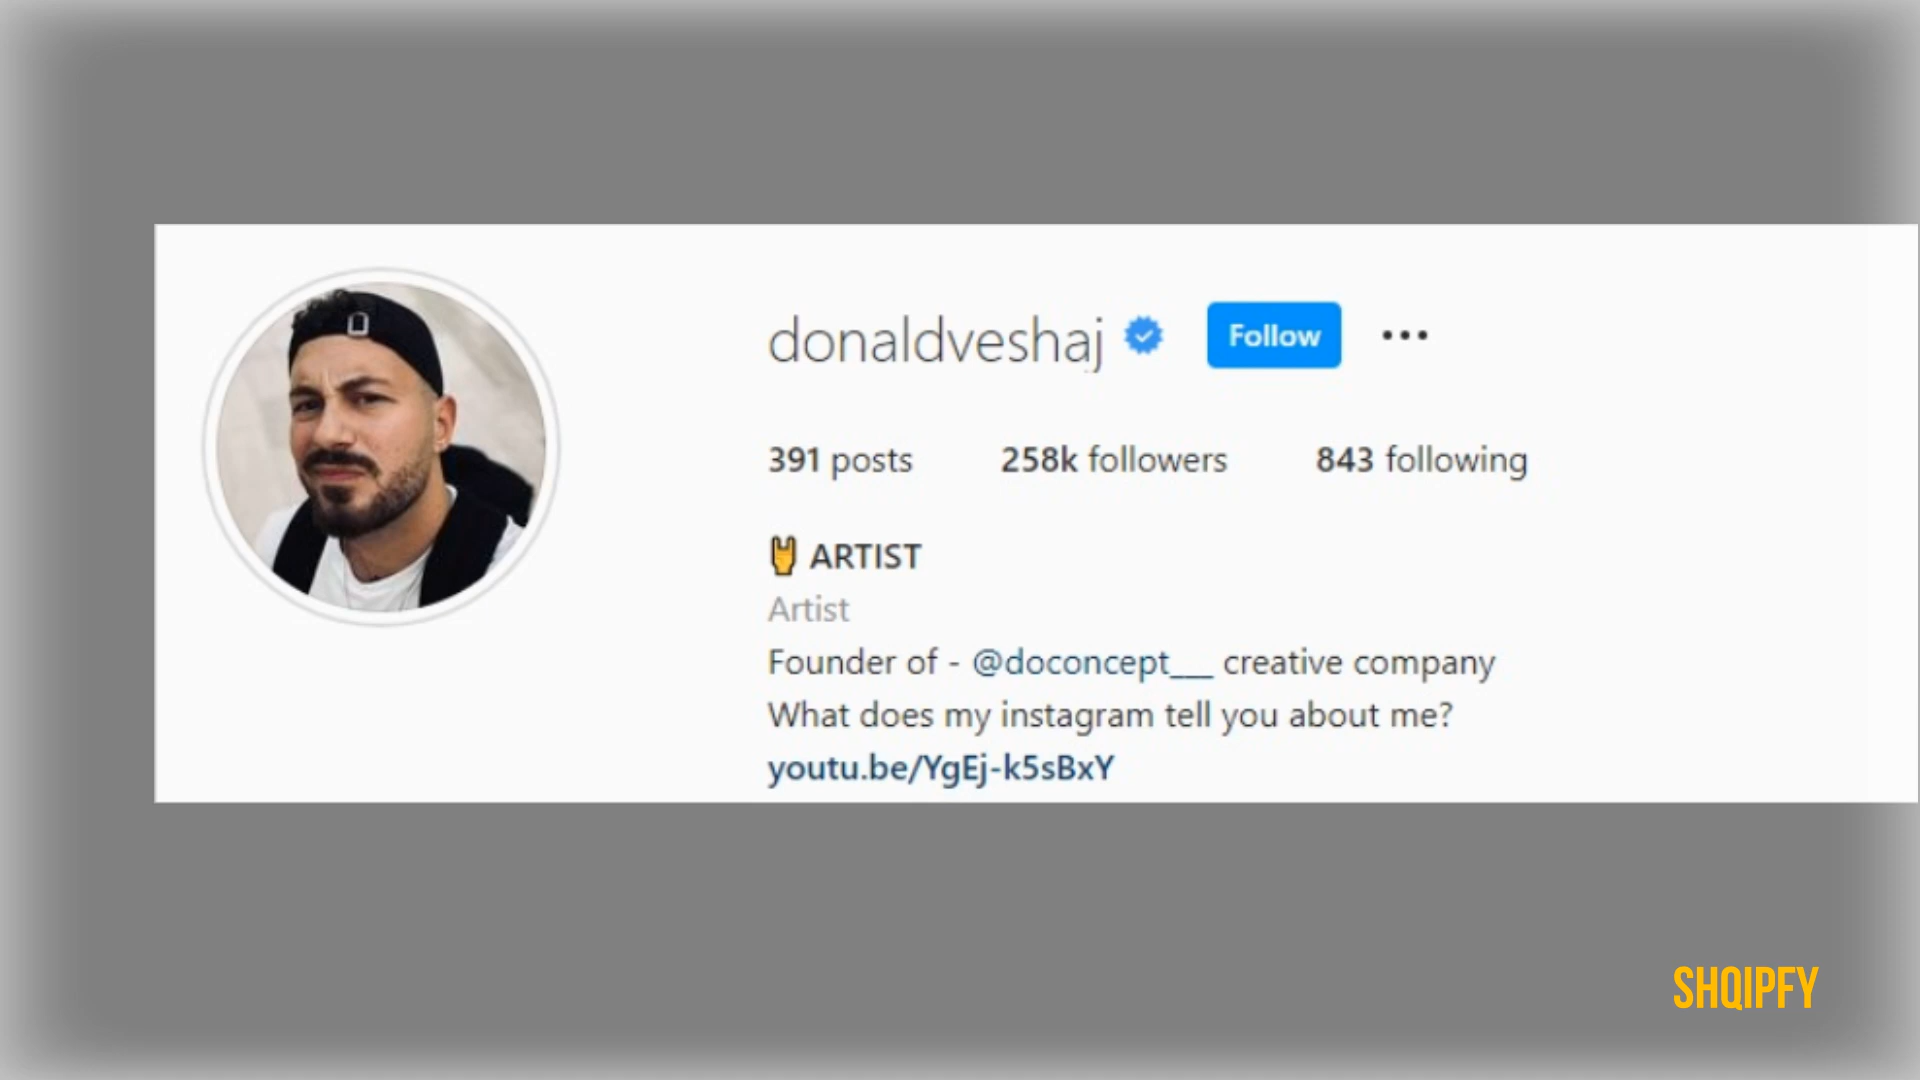 donaldveshaj Follow
391 posts 258k followers 843 following
🤘 ARTIST
Artist
Founder of - @doconcept___ creative company
What does my instagram tell you about me?
youtu.be/YgEj-k5sBxY
SHQIPFY